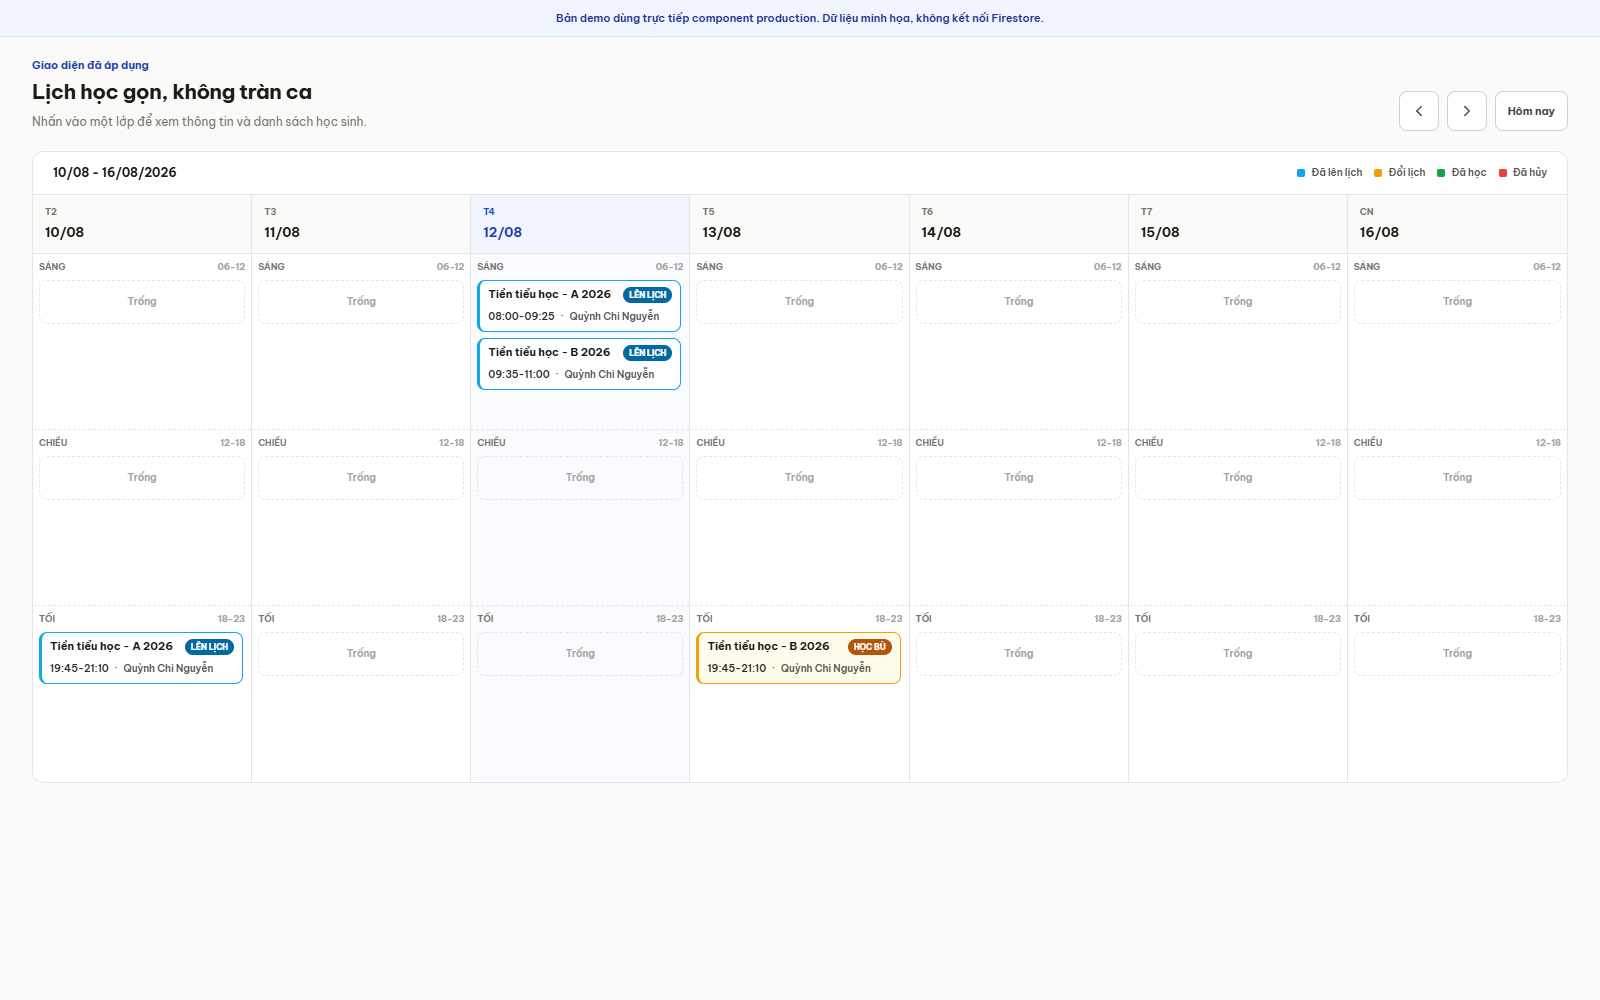 Bản demo dùng trực tiếp component production. Dữ liệu minh họa, không kết nối Firestore.
Giao diện đã áp dụng
Lịch học gọn, không tràn ca
Nhấn vào một lớp để xem thông tin và danh sách học sinh.
Hôm nay
10/08 - 16/08/2026
Đã lên lịch Đổi lịch Đã học Đã hủy
T2 T3 T4 T5 T6 T7 CN
10/08 11/08 12/08 13/08 14/08 15/08 16/08
SÁNG 06-12 SÁNG 06-12 SÁNG 06-12 SÁNG 06-12 SÁNG 06-12 SÁNG 06-12 SÁNG 06-12
Trống Trống Tiền tiểu học - A 2026 LÊN LỊCH Trống Trống Trống Trống
08:00-09:25 · Quỳnh Chi Nguyễn
Tiền tiểu học - B 2026 LÊN LỊCH
09:35-11:00 · Quỳnh Chi Nguyễn
CHIỀU 12-18 CHIỀU 12-18 CHIỀU 12-18 CHIỀU 12-18 CHIỀU 12-18 CHIỀU 12-18 CHIỀU 12-18
Trống Trống Trống Trống Trống Trống Trống
TỐI 18-23 TỐI 18-23 TỐI 18-23 TỐI 18-23 TỐI 18-23 TỐI 18-23 TỐI 18-23
Tiền tiểu học - A 2026 LÊN LỊCH Trống Trống Tiền tiểu học - B 2026 HỌC BÙ Trống Trống Trống
19:45-21:10 · Quỳnh Chi Nguyễn 19:45-21:10 · Quỳnh Chi Nguyễn